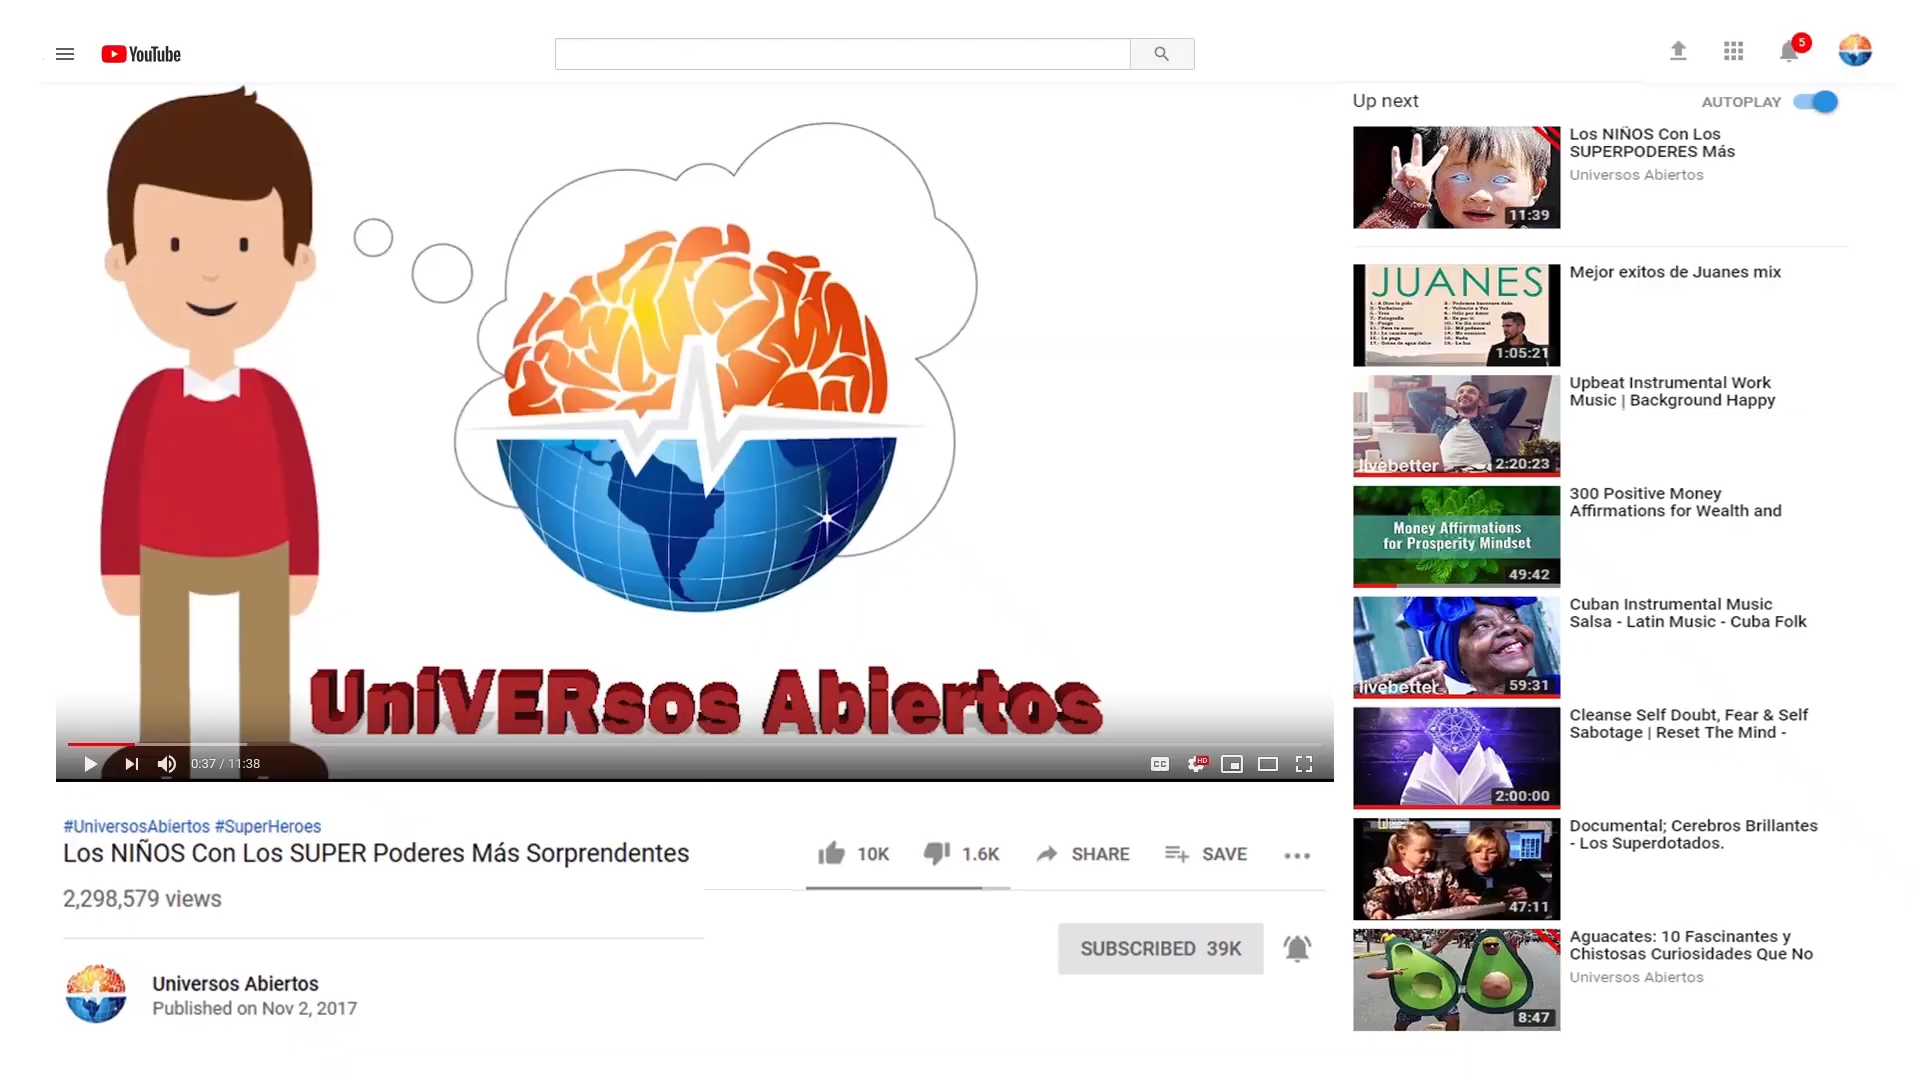 YouTube
5
UniVERsos Abiertos
0:37 / 11:38
CC
HD
#UniversosAbiertos #SuperHeroes
Los NIÑOS Con Los SUPER Poderes Más Sorprendentes
2,298,579 views
10K
1.6K
SHARE
SAVE
SUBSCRIBED 39K
Universos Abiertos
Published on Nov 2, 2017
Up next
AUTOPLAY
11:39
Los NIÑOS Con Los
SUPERPODERES Más
Universos Abiertos
JUANES
1:05:21
Mejor exitos de Juanes mix
livebetter
2:20:23
Upbeat Instrumental Work
Music | Background Happy
Money Affirmations
for Prosperity Mindset
49:42
300 Positive Money
Affirmations for Wealth and
livebetter
59:31
Cuban Instrumental Music
Salsa - Latin Music - Cuba Folk
2:00:00
Cleanse Self Doubt, Fear & Self
Sabotage | Reset The Mind -
47:11
Documental; Cerebros Brillantes
- Los Superdotados.
8:47
Aguacates: 10 Fascinantes y
Chistosas Curiosidades Que No
Universos Abiertos